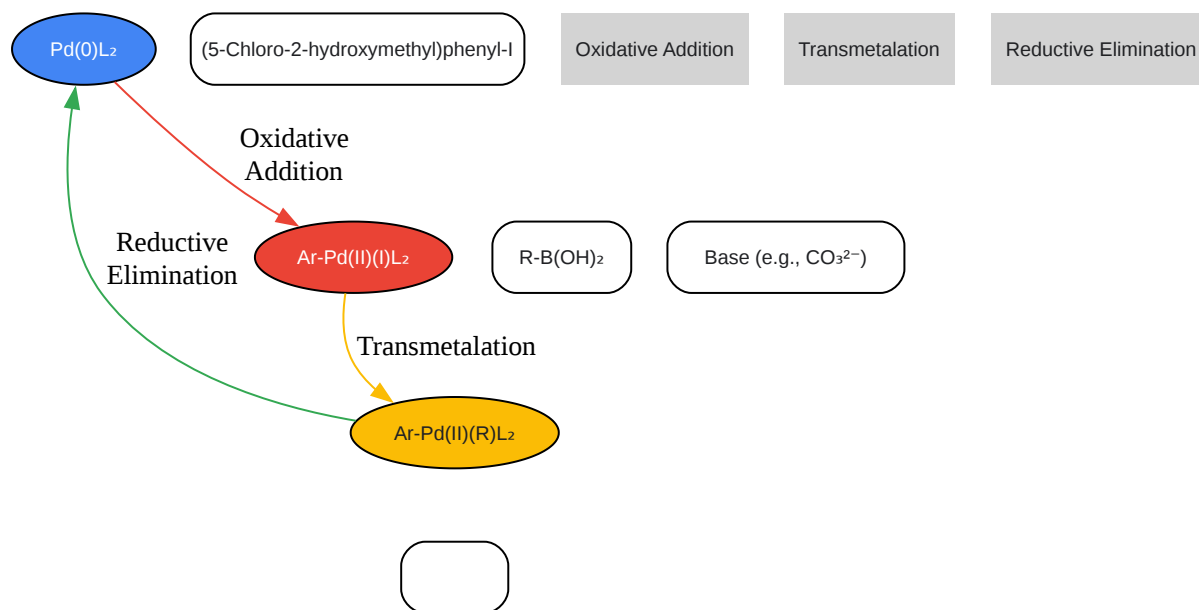 Pd(0)L₂
(5-Chloro-2-hydroxymethyl)phenyl-I
Oxidative Addition
Transmetalation
Reductive Elimination
Oxidative
Addition
Reductive
Elimination
Ar-Pd(II)(I)L₂
R-B(OH)₂
Base (e.g., CO₃²⁻)
Transmetalation
Ar-Pd(II)(R)L₂